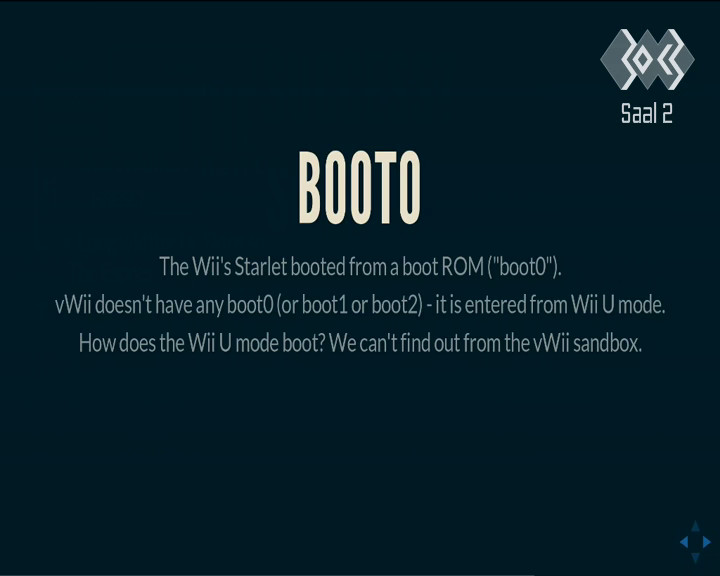 Saal 2
BOOT0
The Wii's Starlet booted from a boot ROM ("boot0").
vWii doesn't have any boot0 (or boot1 or boot2) - it is entered from Wii U mode.
How does the Wii U mode boot? We can't find out from the vWii sandbox.